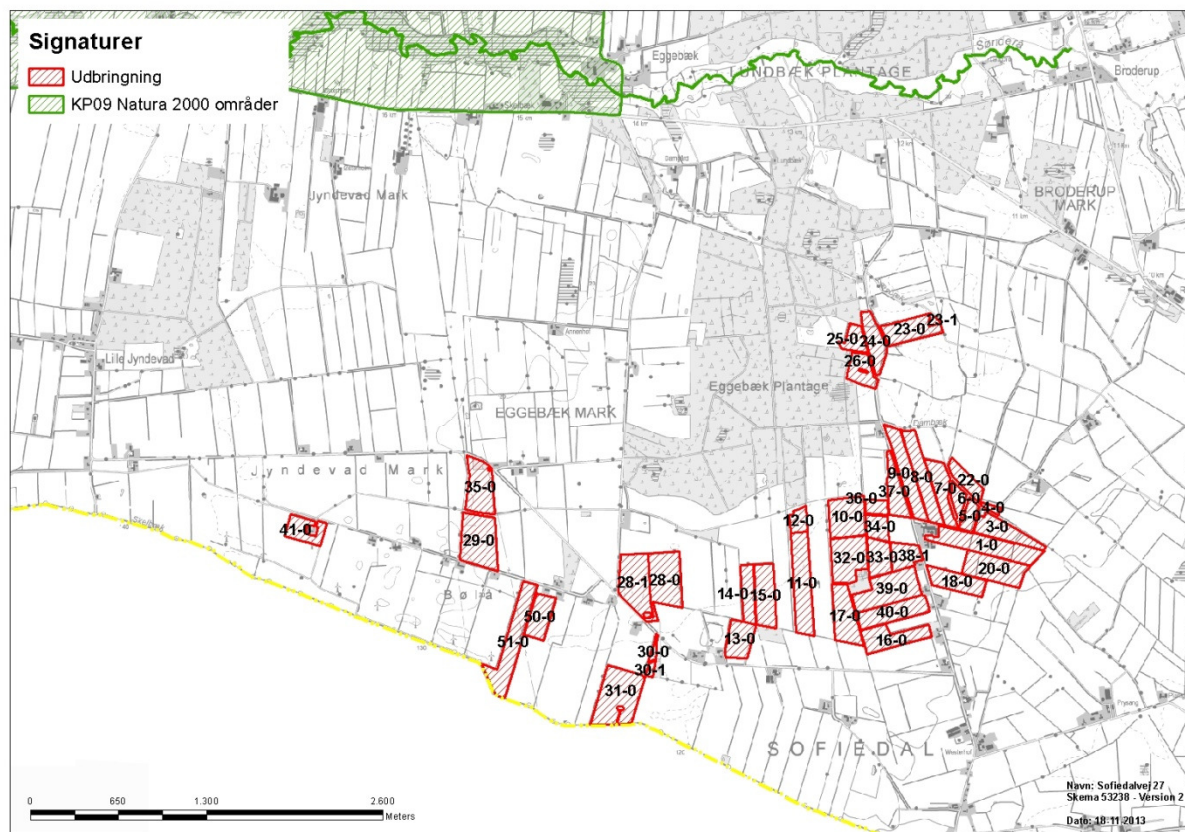 Signaturer
Udbringning
KP09 Natura 2000 områder
Eggebæk
Sønderå
LUNDBÆK PLANTAGE
Broderup
Jyndevad Mark
BRODERUP
MARK
Lille Jyndevad
EGGEBÆK MARK
Eggebæk Plantage
Jyndevad Mark
Skelbæk
SOFIEDAL
23-1
23-0
25-0
24-0
26-0
35-0
29-0
41-0
9-0
8-0
7-0
22-0
6-0
4-0
5-0
3-0
37-0
36-0
10-0
12-0
34-0
1-0
32-0
33-0
38-1
20-0
18-0
39-0
11-0
28-1
28-0
14-0
15-0
17-0
40-0
16-0
13-0
50-0
51-0
30-0
30-1
31-0
0
650
1.300
2.600
Meters
Navn: Sofiedalvej 27
Skema 53238 - Version 2
Dato: 18-11-2013